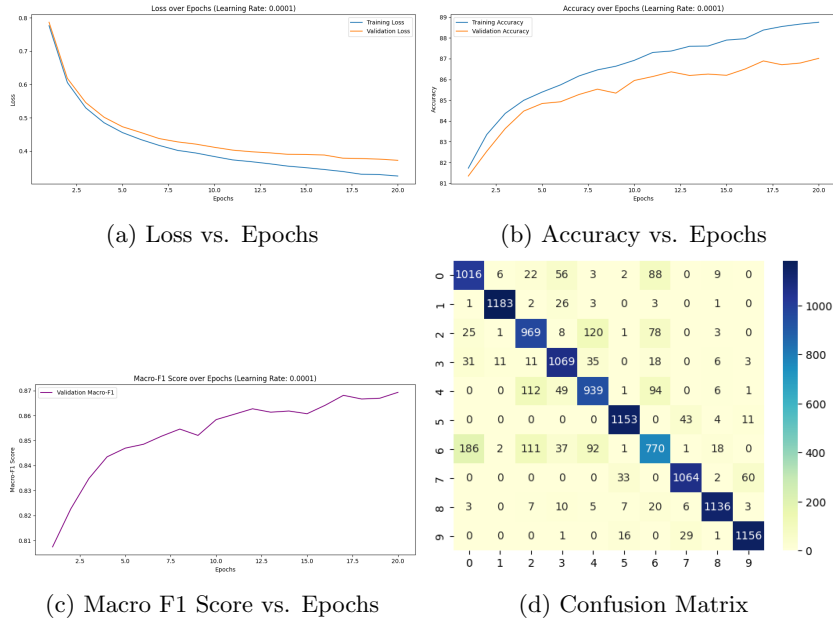 Loss over Epochs (Learning Rate: 0.0001)
Training Loss
Validation Loss
0.8
0.7
0.6
0.5
0.4
Loss
2.5 5.0 7.5 10.0 12.5 15.0 17.5 20.0
Epochs
(a) Loss vs. Epochs
Accuracy over Epochs (Learning Rate: 0.0001)
Training Accuracy
Validation Accuracy
89
88
87
86
85
84
83
82
81
Accuracy
2.5 5.0 7.5 10.0 12.5 15.0 17.5 20.0
Epochs
(b) Accuracy vs. Epochs
Macro-F1 Score over Epochs (Learning Rate: 0.0001)
Validation Macro-F1
0.87
0.86
0.85
0.84
0.83
0.82
0.81
Macro-F1 Score
2.5 5.0 7.5 10.0 12.5 15.0 17.5 20.0
Epochs
(c) Macro F1 Score vs. Epochs
0 1016 6 22 56 3 2 88 0 9 0
1 1 1183 2 26 3 0 3 0 1 0
2 25 1 969 8 120 1 78 0 3 0
3 31 11 11 1069 35 0 18 0 6 3
4 0 0 112 49 939 1 94 0 6 1
5 0 0 0 0 0 1153 0 43 4 11
6 186 2 111 37 92 1 770 1 18 0
7 0 0 0 0 0 33 0 1064 2 60
8 3 0 7 10 5 7 20 6 1136 3
9 0 0 0 1 0 16 0 29 1 1156
0 1 2 3 4 5 6 7 8 9
1000
800
600
400
200
0
(d) Confusion Matrix